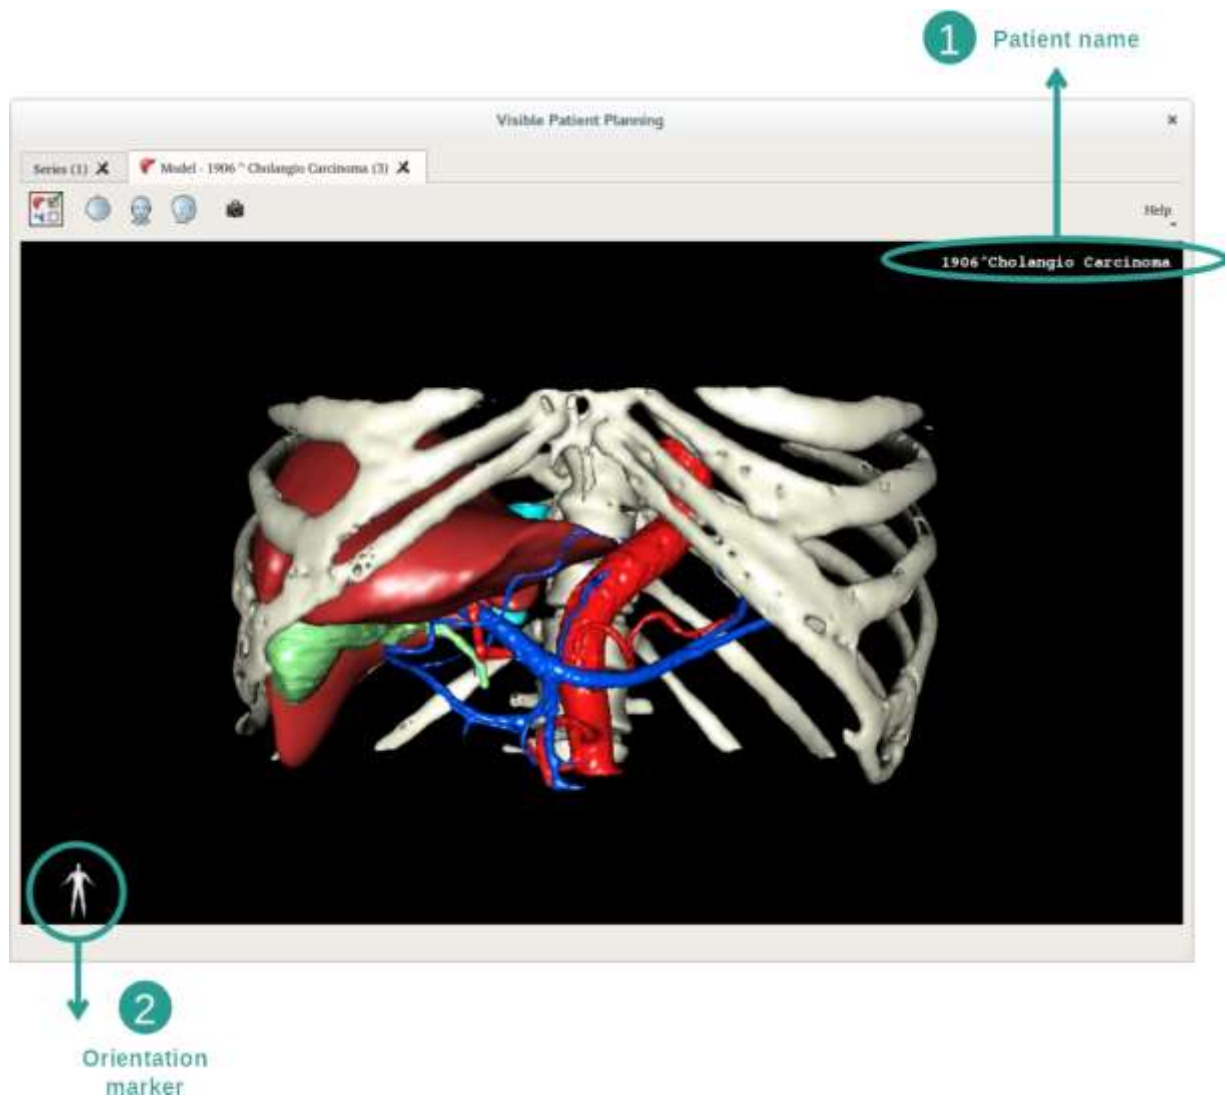 1 Patient name
Visible Patient Planning
Series (1) Model - 1906 ^ Cholangio Carcinoma (3)
Help
1906^Cholangio Carcinoma
2
Orientation
marker